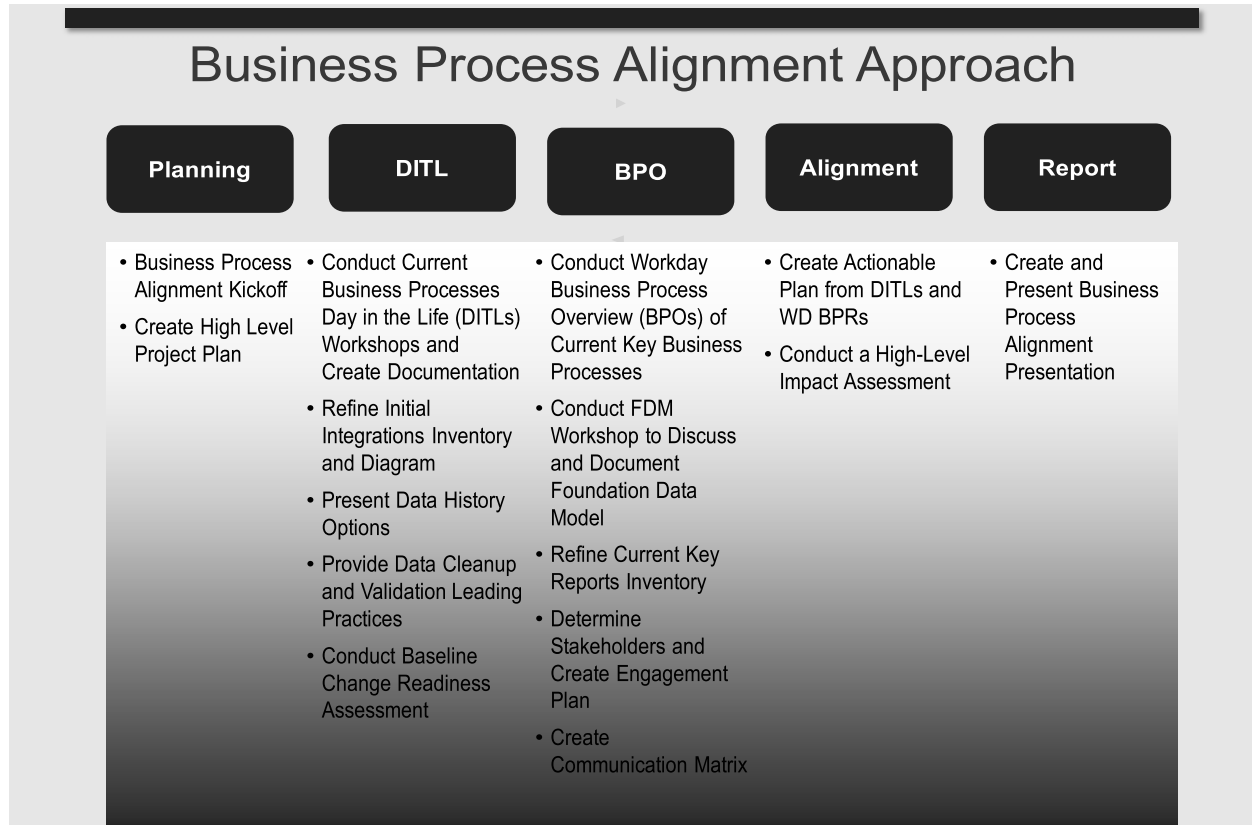 Business Process Alignment Approach
Planning
DITL
BPO
Alignment
Report
• Business Process
Alignment Kickoff
• Create High Level
Project Plan
• Conduct Current
Business Processes
Day in the Life (DITLs)
Workshops and
Create Documentation
• Refine Initial
Integrations Inventory
and Diagram
• Present Data History
Options
• Provide Data Cleanup
and Validation Leading
Practices
• Conduct Baseline
Change Readiness
Assessment
• Conduct Workday
Business Process
Overview (BPOs) of
Current Key Business
Processes
• Conduct FDM
Workshop to Discuss
and Document
Foundation Data
Model
• Refine Current Key
Reports Inventory
• Determine
Stakeholders and
Create Engagement
Plan
• Create
Communication Matrix
• Create Actionable
Plan from DITLs and
WD BPRs
• Conduct a High-Level
Impact Assessment
• Create and
Present Business
Process
Alignment
Presentation